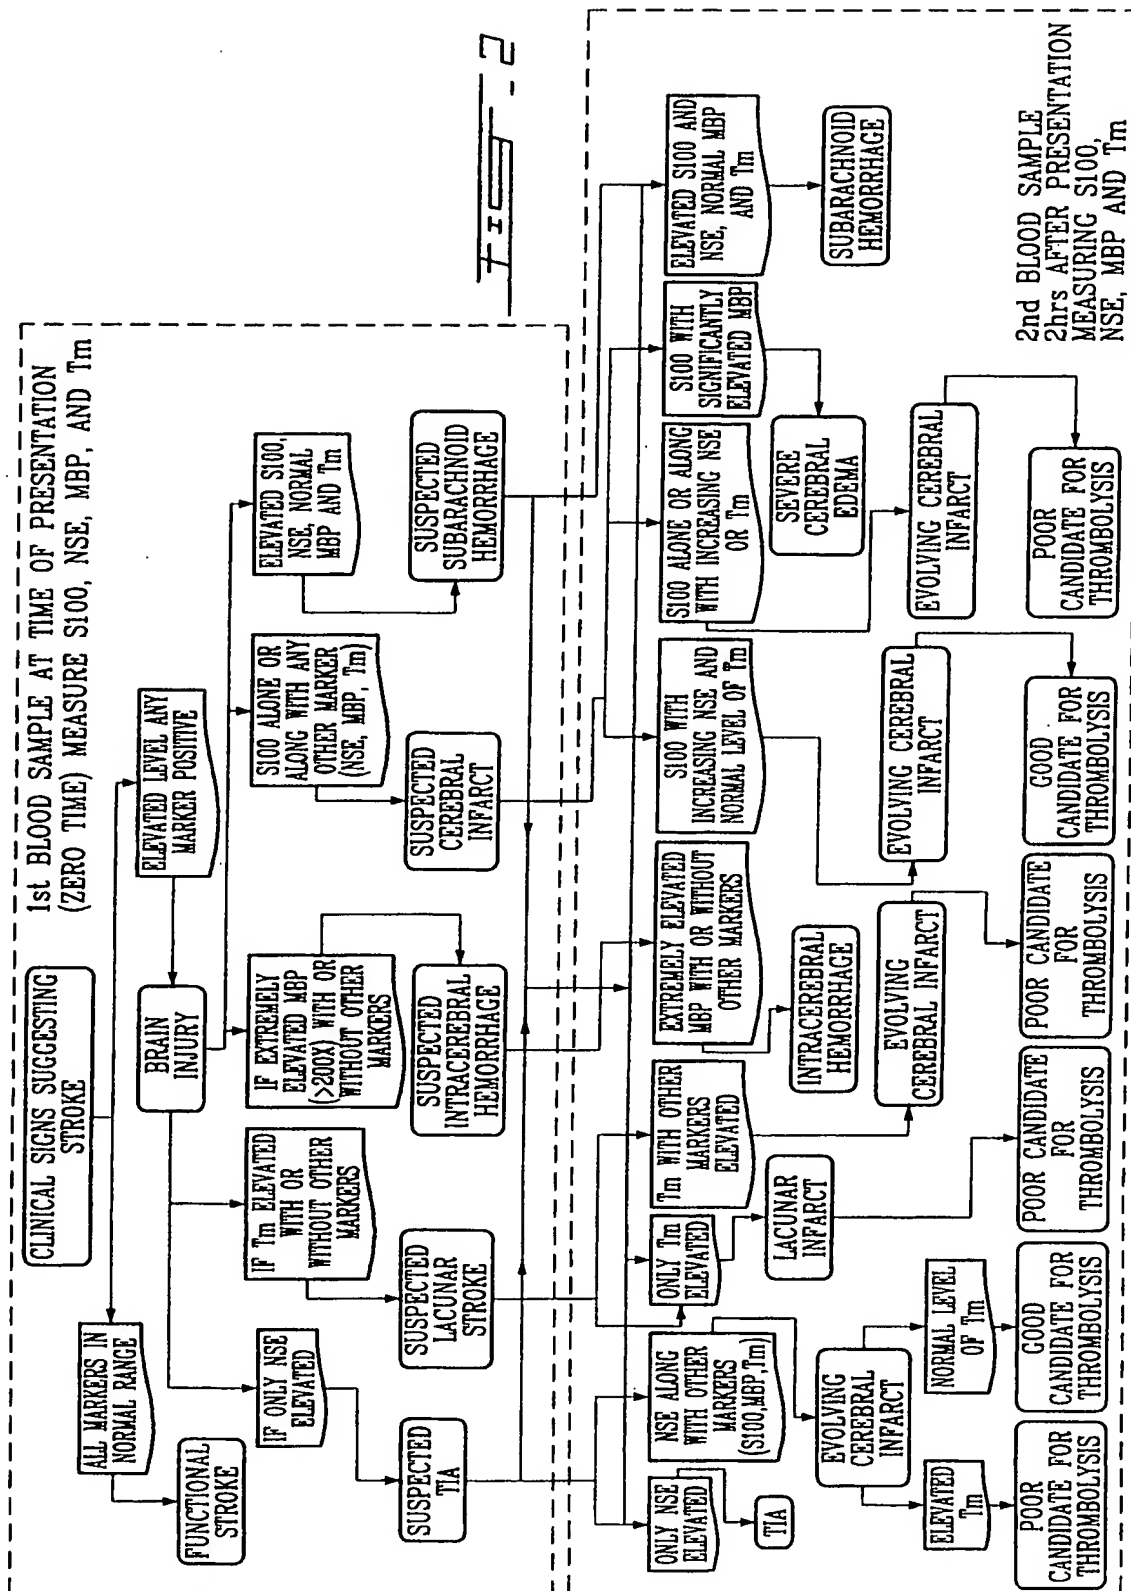 1st BLOOD SAMPLE AT TIME OF PRESENTATION
(ZERO TIME) MEASURE S100, NSE, MBP, AND Tm
CLINICAL SIGNS SUGGESTING
STROKE
ALL MARKERS IN
NORMAL RANGE
ELEVATED LEVEL ANY
MARKER POSITIVE
FUNCTIONAL
STROKE
BRAIN
INJURY
IF ONLY NSE
ELEVATED
IF Tm ELEVATED
WITH OR
WITHOUT OTHER
MARKERS
IF EXTREMELY
ELEVATED MBP
(>200X) WITH OR
WITHOUT OTHER
MARKERS
S100 ALONE OR
ALONG WITH ANY
OTHER MARKER
(NSE, MBP, Tm)
ELEVATED S100,
NSE, NORMAL
MBP AND Tm
SUSPECTED
TIA
SUSPECTED
LACUNAR
STROKE
SUSPECTED
INTRACEREBRAL
HEMORRHAGE
SUSPECTED
CEREBRAL
INFARCT
SUSPECTED
SUBARACHNOID
HEMORRHAGE
FIG-2
ONLY NSE
ELEVATED
NSE ALONG
WITH OTHER
MARKERS
(S100,MBP,Tm)
ONLY Tm
ELEVATED
Tm WITH OTHER
MARKERS
ELEVATED
EXTREMELY ELEVATED
MBP WITH OR WITHOUT
OTHER MARKERS
S100 WITH
INCREASING NSE AND
NORMAL LEVEL OF Tm
S100 ALONE OR ALONG
WITH INCREASING NSE
OR Tm
S100 WITH
SIGNIFICANTLY
ELEVATED MBP
ELEVATED S100 AND
NSE, NORMAL MBP
AND Tm
TIA
EVOLVING
CEREBRAL
INFARCT
LACUNAR
INFARCT
INTRACEREBRAL
HEMORRHAGE
SEVERE
CEREBRAL
EDEMA
SUBARACHNOID
HEMORRHAGE
EVOLVING
CEREBRAL INFARCT
EVOLVING CEREBRAL
INFARCT
EVOLVING CEREBRAL
INFARCT
ELEVATED
Tm
NORMAL LEVEL
OF Tm
POOR
CANDIDATE FOR
THROMBOLYSIS
GOOD
CANDIDATE FOR
THROMBOLYSIS
POOR CANDIDATE
FOR
THROMBOLYSIS
POOR CANDIDATE
FOR
THROMBOLYSIS
GOOD
CANDIDATE FOR
THROMBOLYSIS
POOR
CANDIDATE FOR
THROMBOLYSIS
2nd BLOOD SAMPLE
2hrs AFTER PRESENTATION
MEASURING S100,
NSE, MBP AND Tm